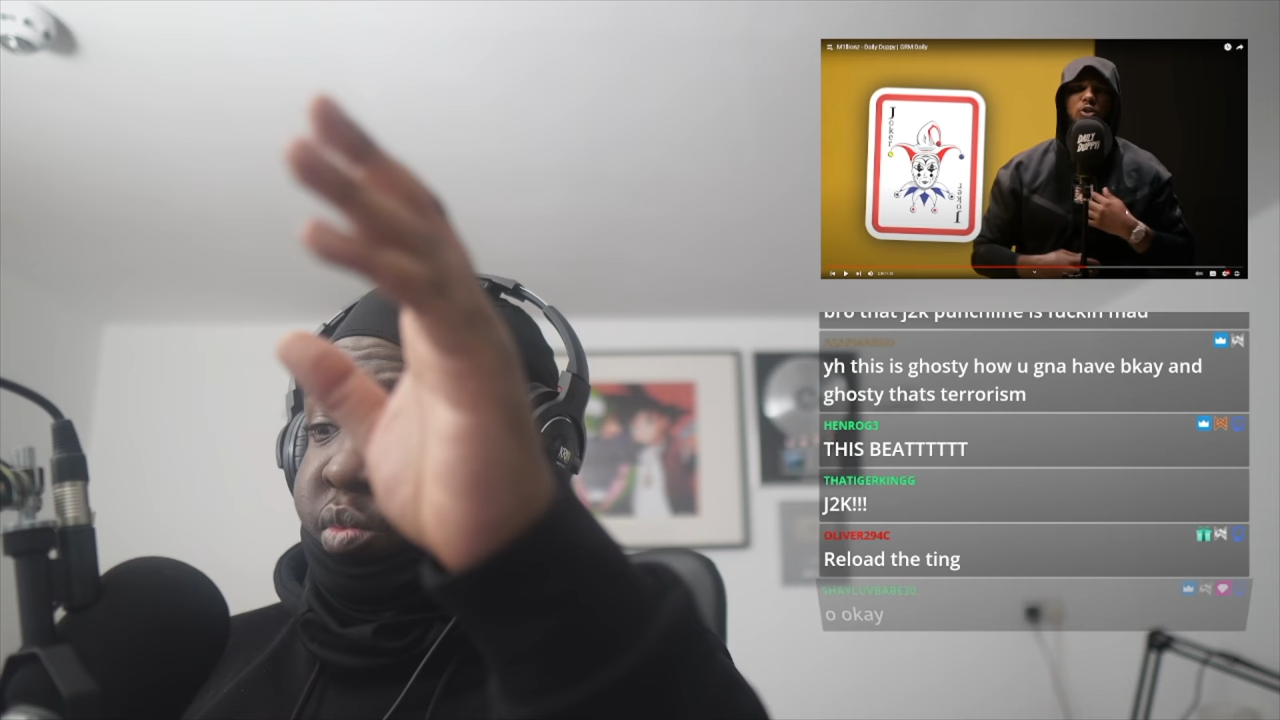 M1llionz - Daily Duppy | GRM Daily
Joker
DAILY
DUPPY
Joker
bro that j2k punchline is fuckin mad
yh this is ghosty how u gna have bkay and
ghosty thats terrorism
HENROG3
THIS BEATTTTTT
THATIGERKINGG
J2K!!!
OLIVER294C
Reload the ting
o okay